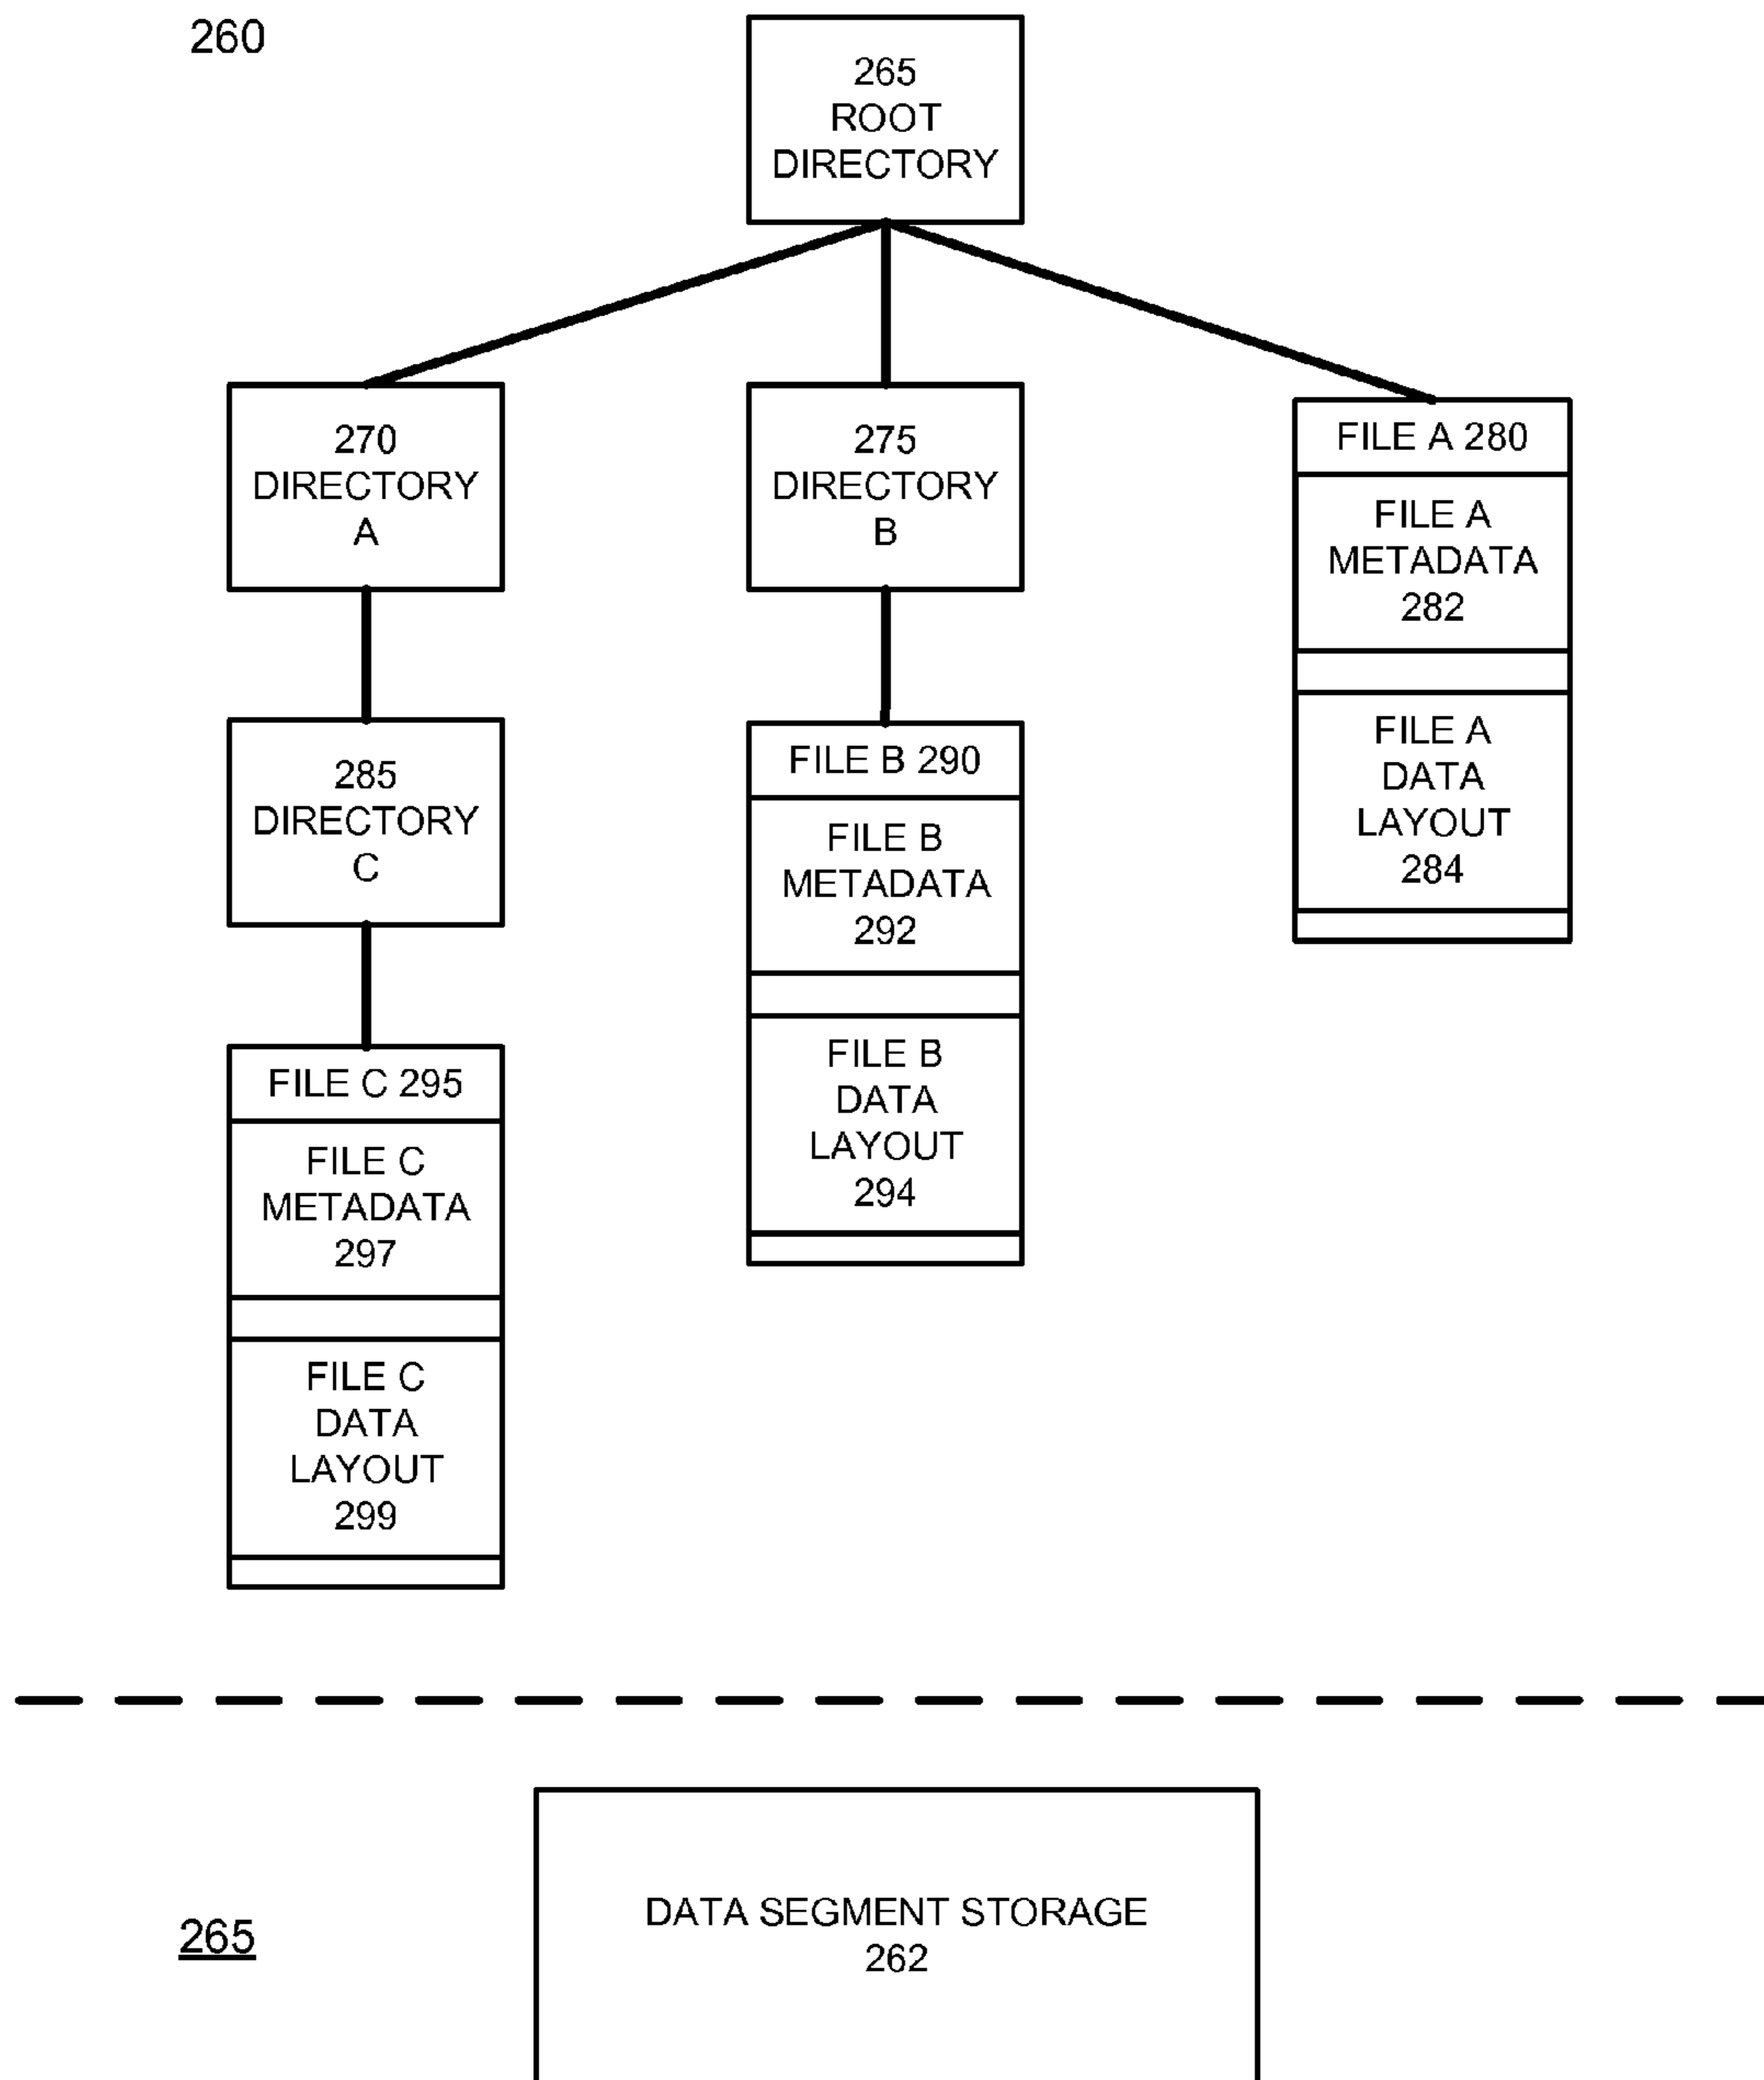 260
265
ROOT
DIRECTORY
270
DIRECTORY
A
275
DIRECTORY
B
FILE A 280
FILE A
METADATA
282
FILE A
DATA
LAYOUT
284
285
DIRECTORY
C
FILE B 290
FILE B
METADATA
292
FILE B
DATA
LAYOUT
294
FILE C 295
FILE C
METADATA
297
FILE C
DATA
LAYOUT
299
265
DATA SEGMENT STORAGE
262